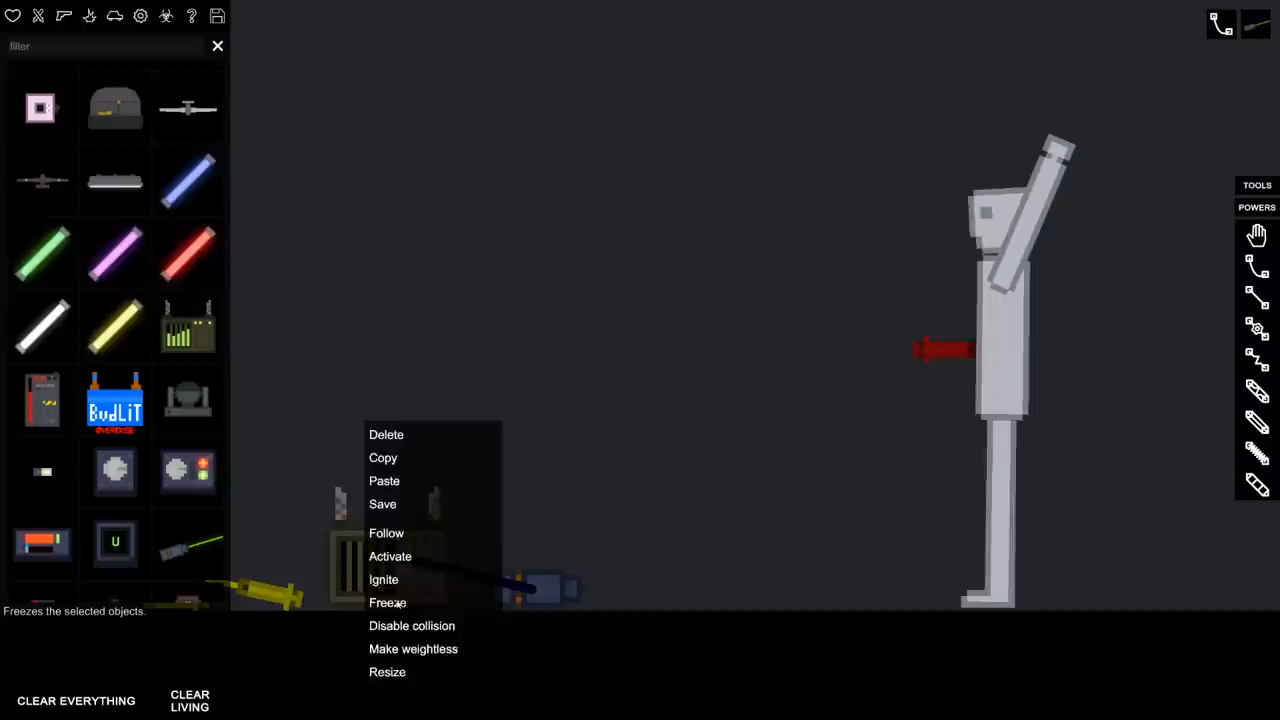 filter
TOOLS
POWERS
BudLiT
OVERDOSE
U
Delete
Copy
Paste
Save
Follow
Activate
Ignite
Freeze
Disable collision
Make weightless
Resize
Freezes the selected objects.
CLEAR EVERYTHING
CLEAR
LIVING